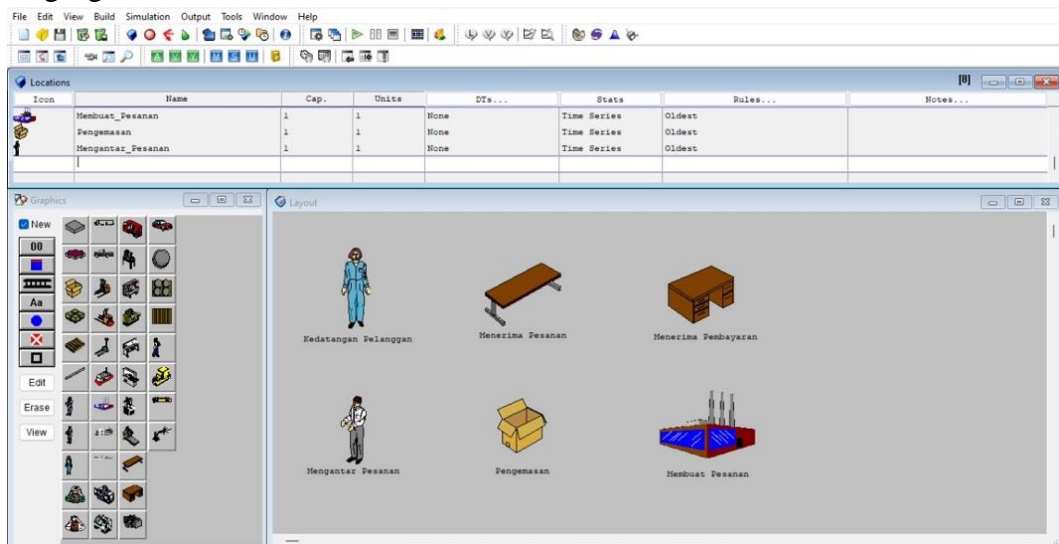 File Edit View Build Simulation Output Tools Window Help
Locations [8]
Icon Name Cap. Units DTs... Stats Rules... Notes...
Membuat_Pesanan 1 1 None Time Series Oldest
Pengemasan 1 1 None Time Series Oldest
Mengantar_Pesanan 1 1 None Time Series Oldest
Graphics
New
00
Aa
Edit
Erase
View
Layout
Kedatangan Pelanggan
Menerima Pesanan
Menerima Pembayaran
Mengantar Pesanan
Pengemasan
Membuat Pesanan